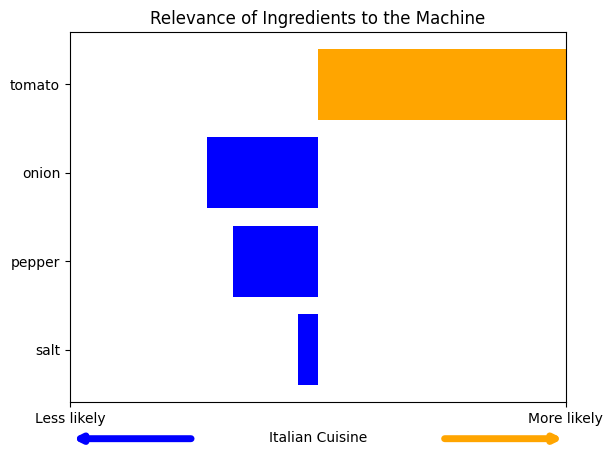 Relevance of Ingredients to the Machine
tomato
onion
pepper
salt
Less likely
More likely
Italian Cuisine